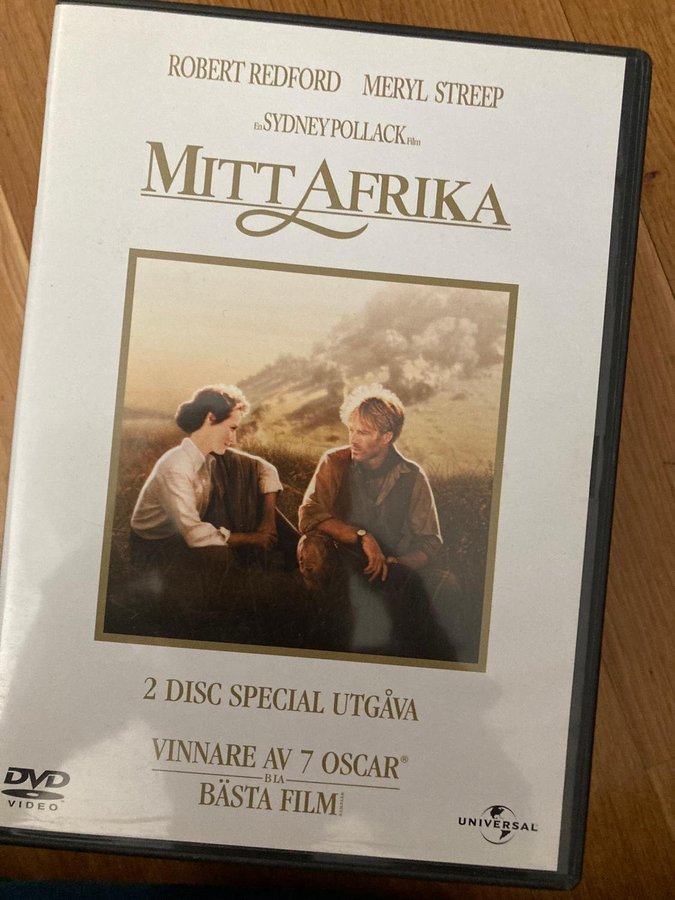 ROBERT REDFORD MERYL STREEP
En SYDNEY POLLACK Film
MITT AFRIKA
2 DISC SPECIAL UTGÅVA
VINNARE AV 7 OSCAR®
BLA
BÄSTA FILM
DVD
VIDEO
UNIVERSAL